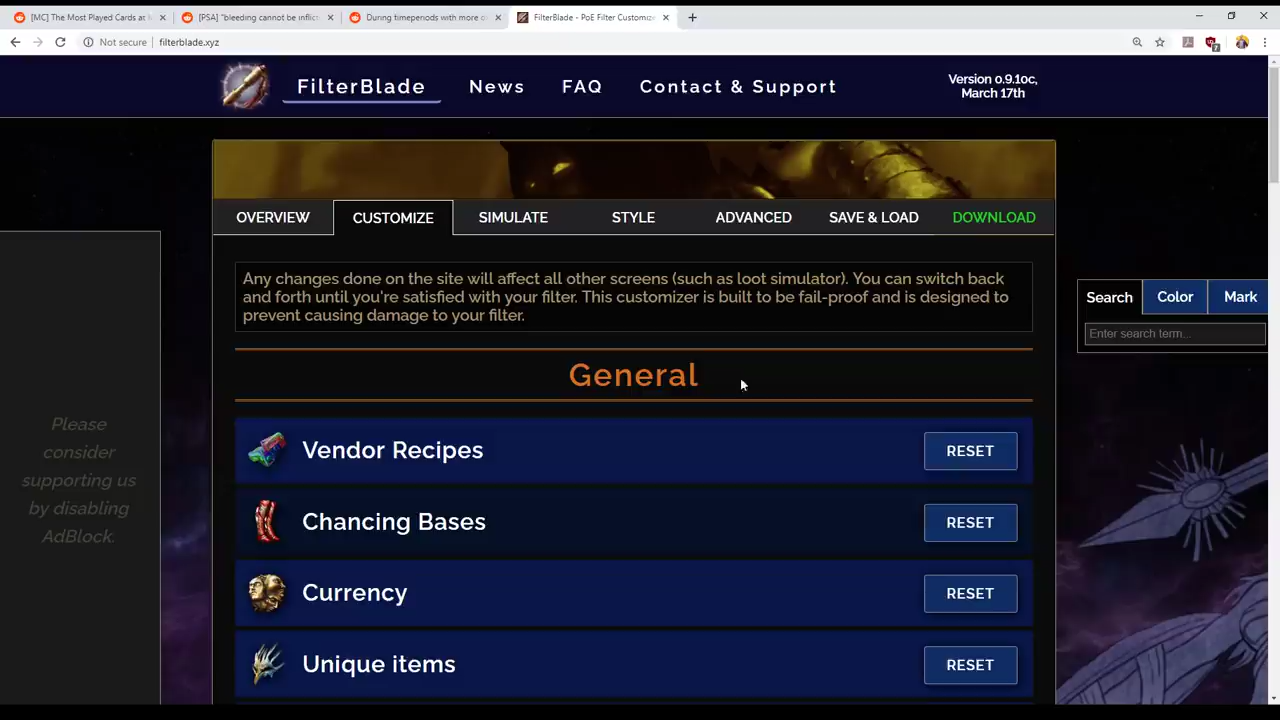 [MC] The Most Played Cards at
[PSA] "bleeding cannot be inflic
During timeperiods with more o
FilterBlade - PoE Filter Customiz
Not secure | filterblade.xyz
FilterBlade
News
FAQ
Contact & Support
Version 0.9.10c,
March 17th
OVERVIEW
CUSTOMIZE
SIMULATE
STYLE
ADVANCED
SAVE & LOAD
DOWNLOAD
Any changes done on the site will affect all other screens (such as loot simulator). You can switch back
and forth until you're satisfied with your filter. This customizer is built to be fail-proof and is designed to
prevent causing damage to your filter.
Search
Color
Mark
Enter search term...
General
Please
consider
supporting us
by disabling
AdBlock.
Vendor Recipes
RESET
Chancing Bases
RESET
Currency
RESET
Unique items
RESET